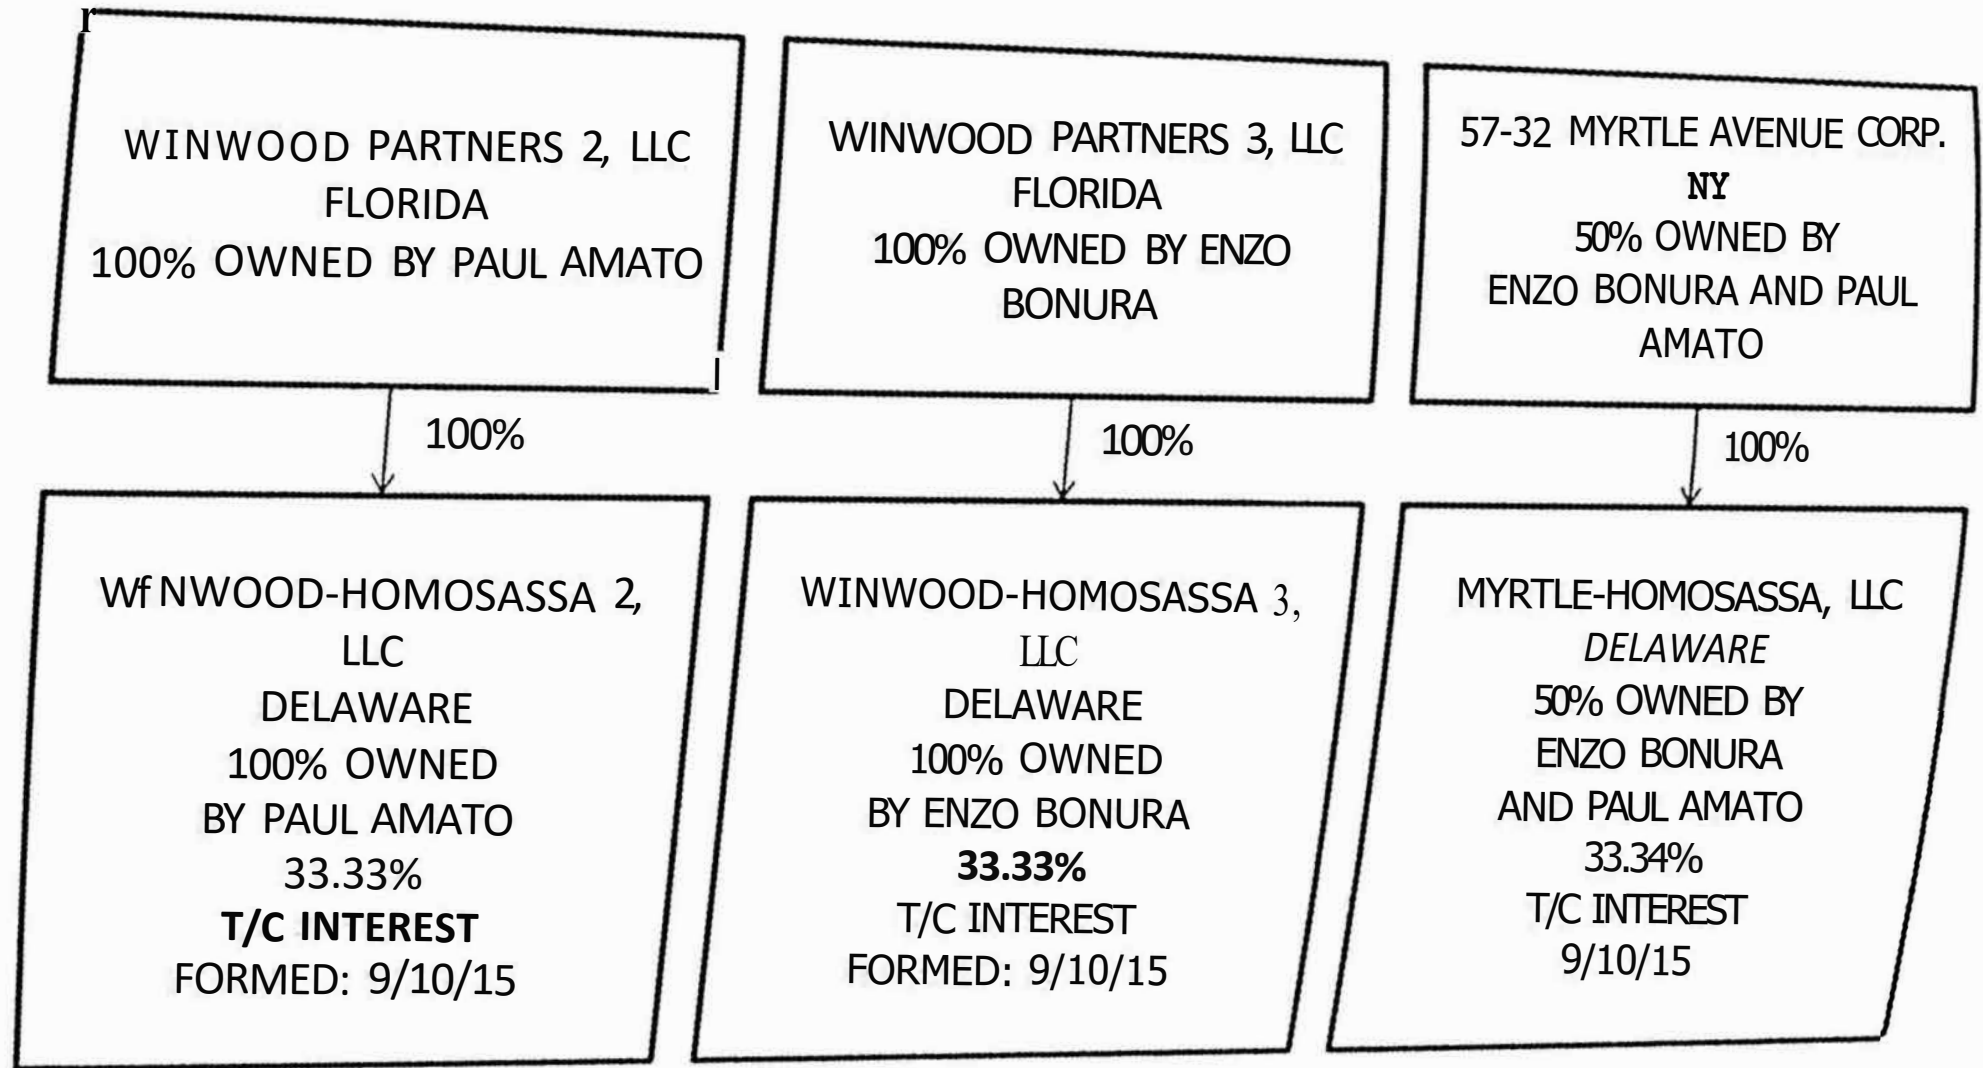 r
WINWOOD PARTNERS 2, LLC
FLORIDA
100% OWNED BY PAUL AMATO
l
WINWOOD PARTNERS 3, LLC
FLORIDA
100% OWNED BY ENZO
BONURA
57-32 MYRTLE AVENUE CORP.
NY
50% OWNED BY
ENZO BONURA AND PAUL
AMATO
100%
100%
100%
WfNWOOD-HOMOSASSA 2,
LLC
DELAWARE
100% OWNED
BY PAUL AMATO
33.33%
T/C INTEREST
FORMED: 9/10/15
WINWOOD-HOMOSASSA 3,
LLC
DELAWARE
100% OWNED
BY ENZO BONURA
33.33%
T/C INTEREST
FORMED: 9/10/15
MYRTLE-HOMOSASSA, LLC
DELAWARE
50% OWNED BY
ENZO BONURA
AND PAUL AMATO
33.34%
T/C INTEREST
9/10/15